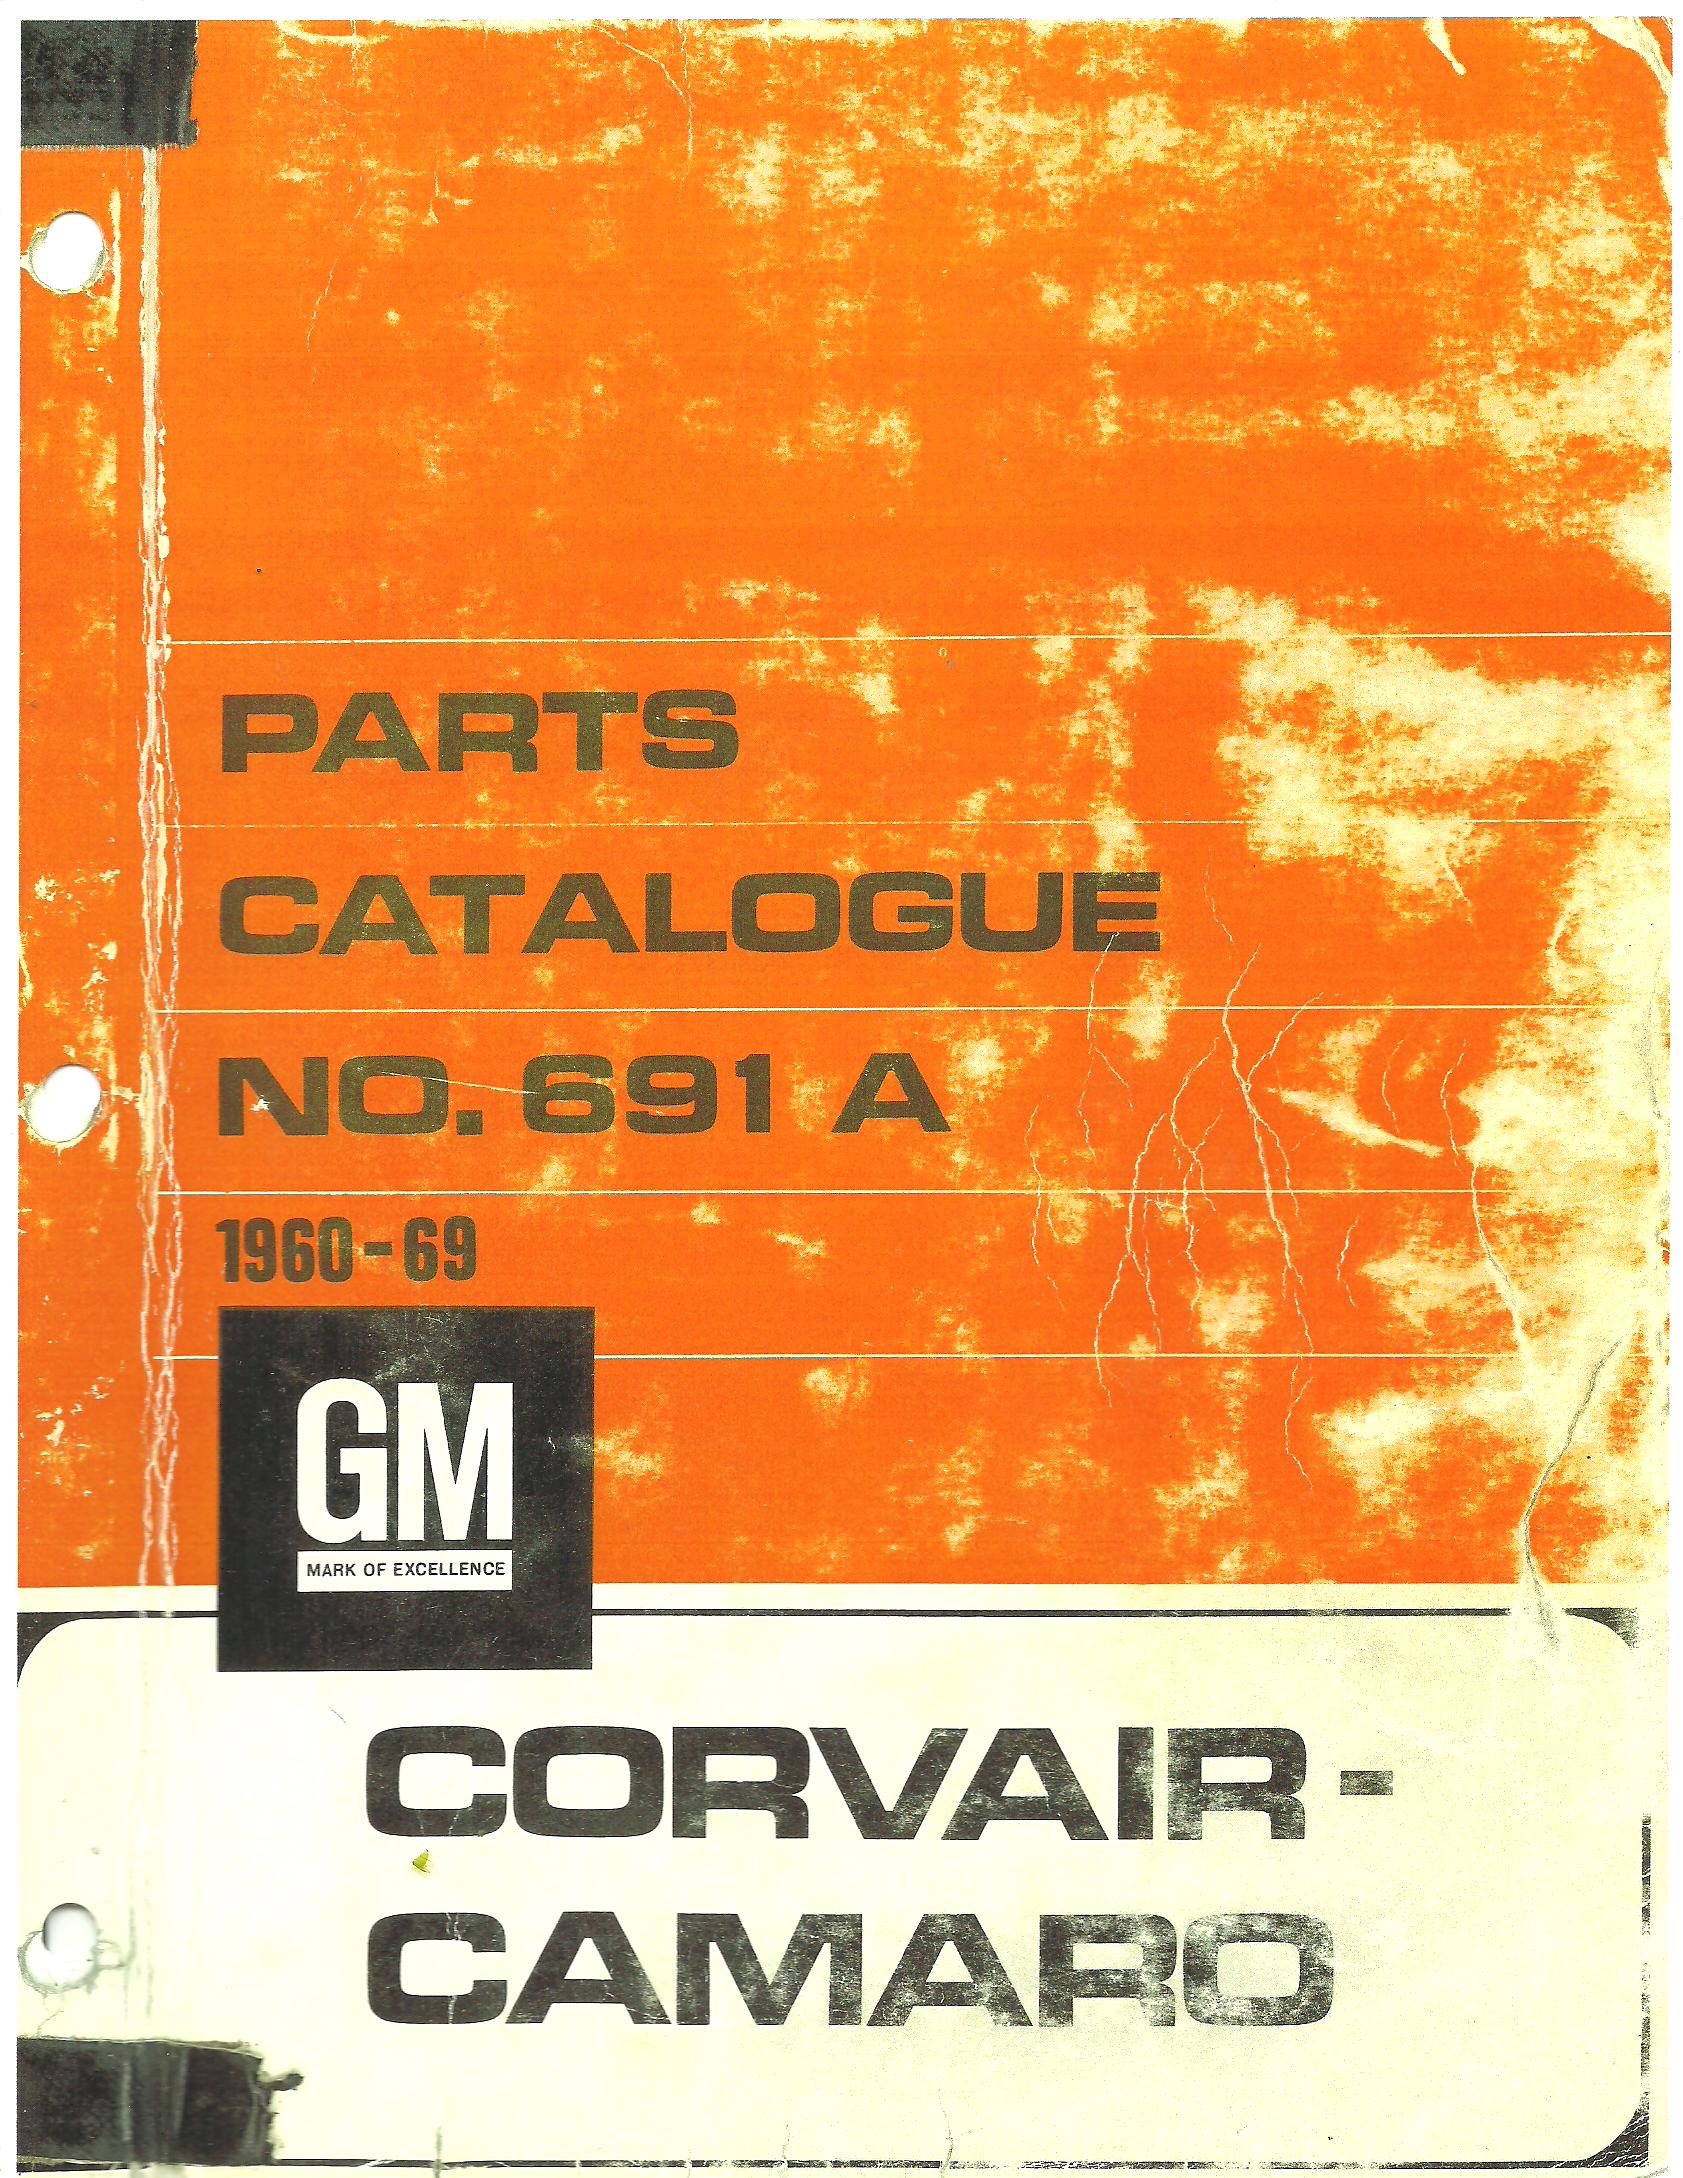 PARTS
CATALOGUE
NO. 691 A
1960-69
GM
MARK OF EXCELLENCE
CORVAIR-
CAMARO